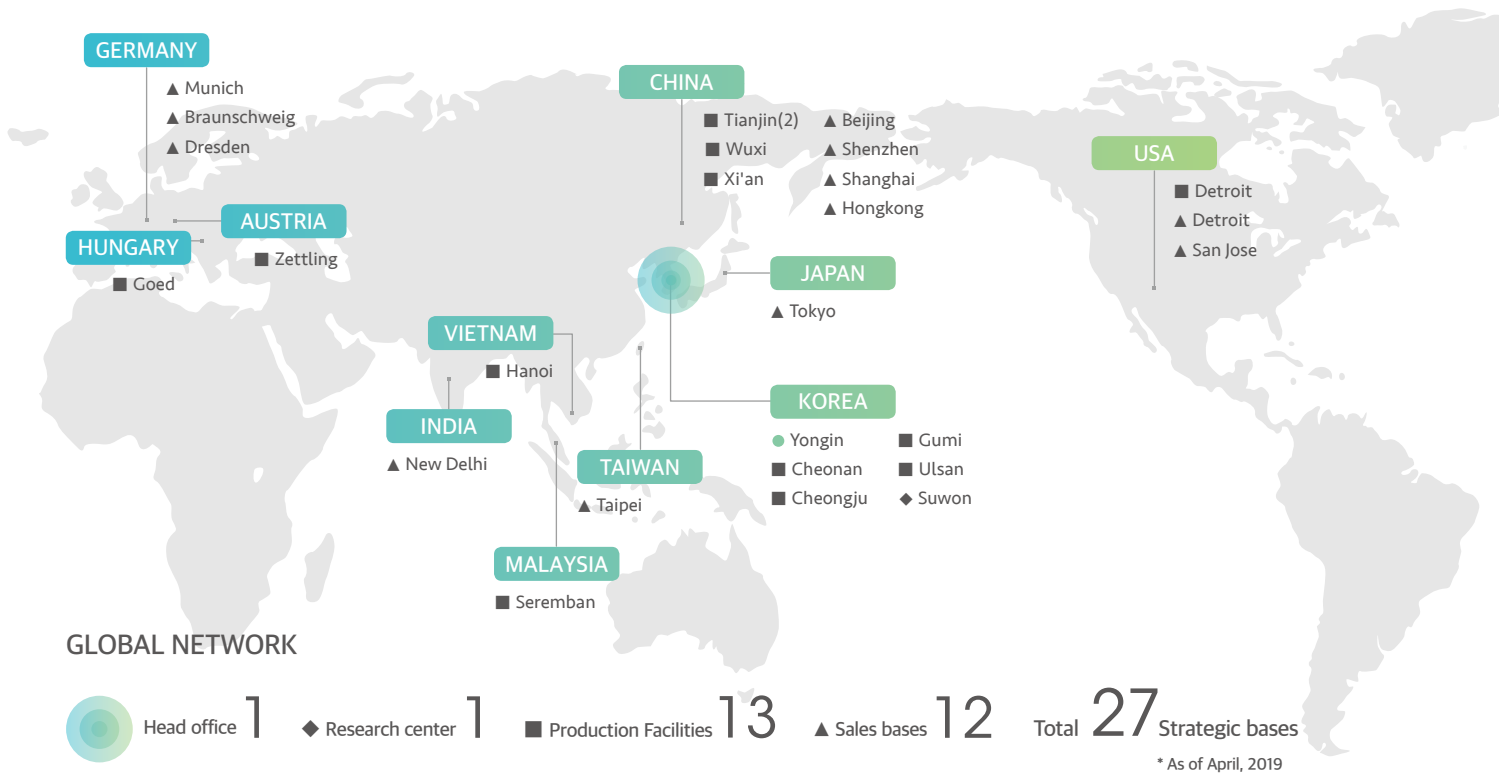 GERMANY
▲ Munich
▲ Braunschweig
▲ Dresden
AUSTRIA
■ Zettling
HUNGARY
■ Goed
CHINA
■ Tianjin(2)
■ Wuxi
■ Xi'an
▲ Beijing
▲ Shenzhen
▲ Shanghai
▲ Hongkong
USA
■ Detroit
▲ Detroit
▲ San Jose
JAPAN
▲ Tokyo
VIETNAM
■ Hanoi
INDIA
▲ New Delhi
KOREA
● Yongin
■ Cheonan
■ Cheongju
■ Gumi
■ Ulsan
◆ Suwon
TAIWAN
▲ Taipei
MALAYSIA
■ Seremban
GLOBAL NETWORK
Head office 1 ◆ Research center 1 ■ Production Facilities 13 ▲ Sales bases 12 Total 27 Strategic bases
* As of April, 2019